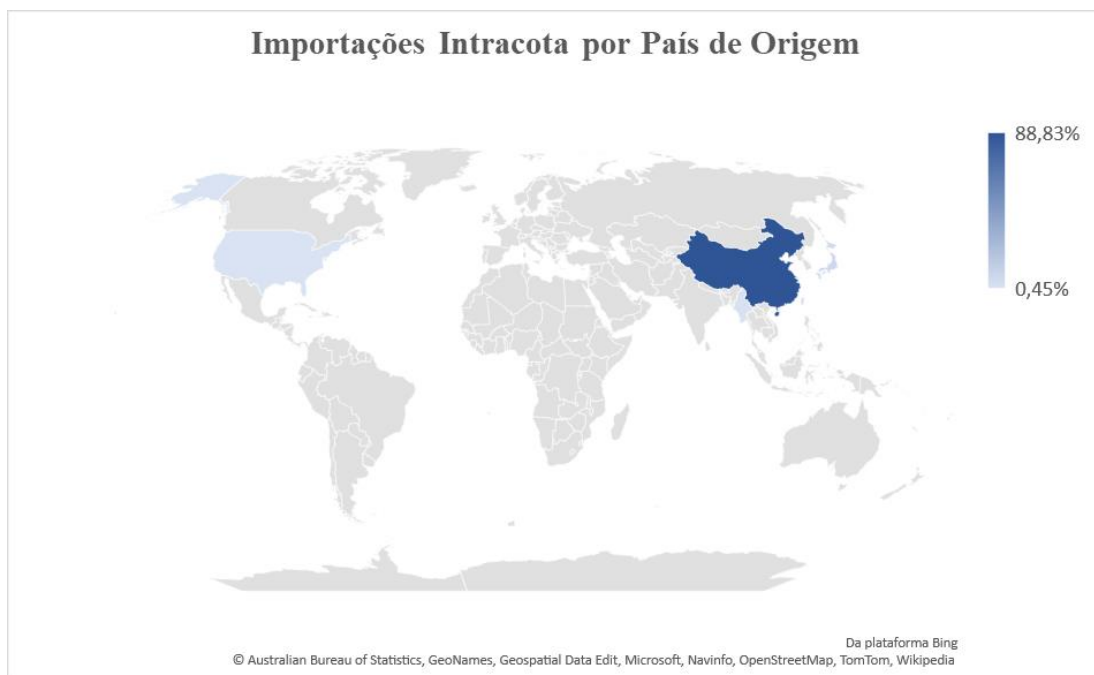 Importações Intracota por País de Origem
88,83%
0,45%
Da plataforma Bing
© Australian Bureau of Statistics, GeoNames, Geospatial Data Edit, Microsoft, Navinfo, OpenStreetMap, TomTom, Wikipedia